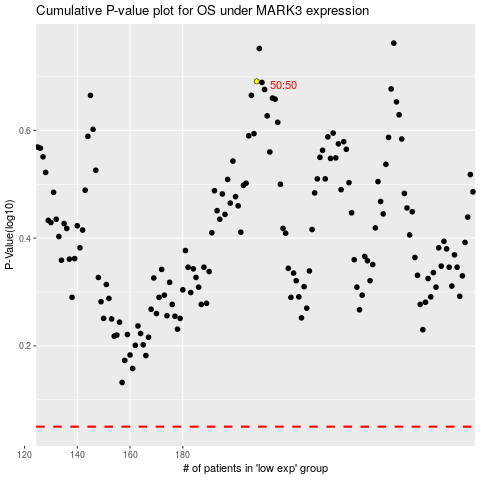 Cumulative P-value plot for OS under MARK3 expression
P-Value(log10)
0.6
0.4
0.2
50:50
120 140 160 180
# of patients in 'low exp' group